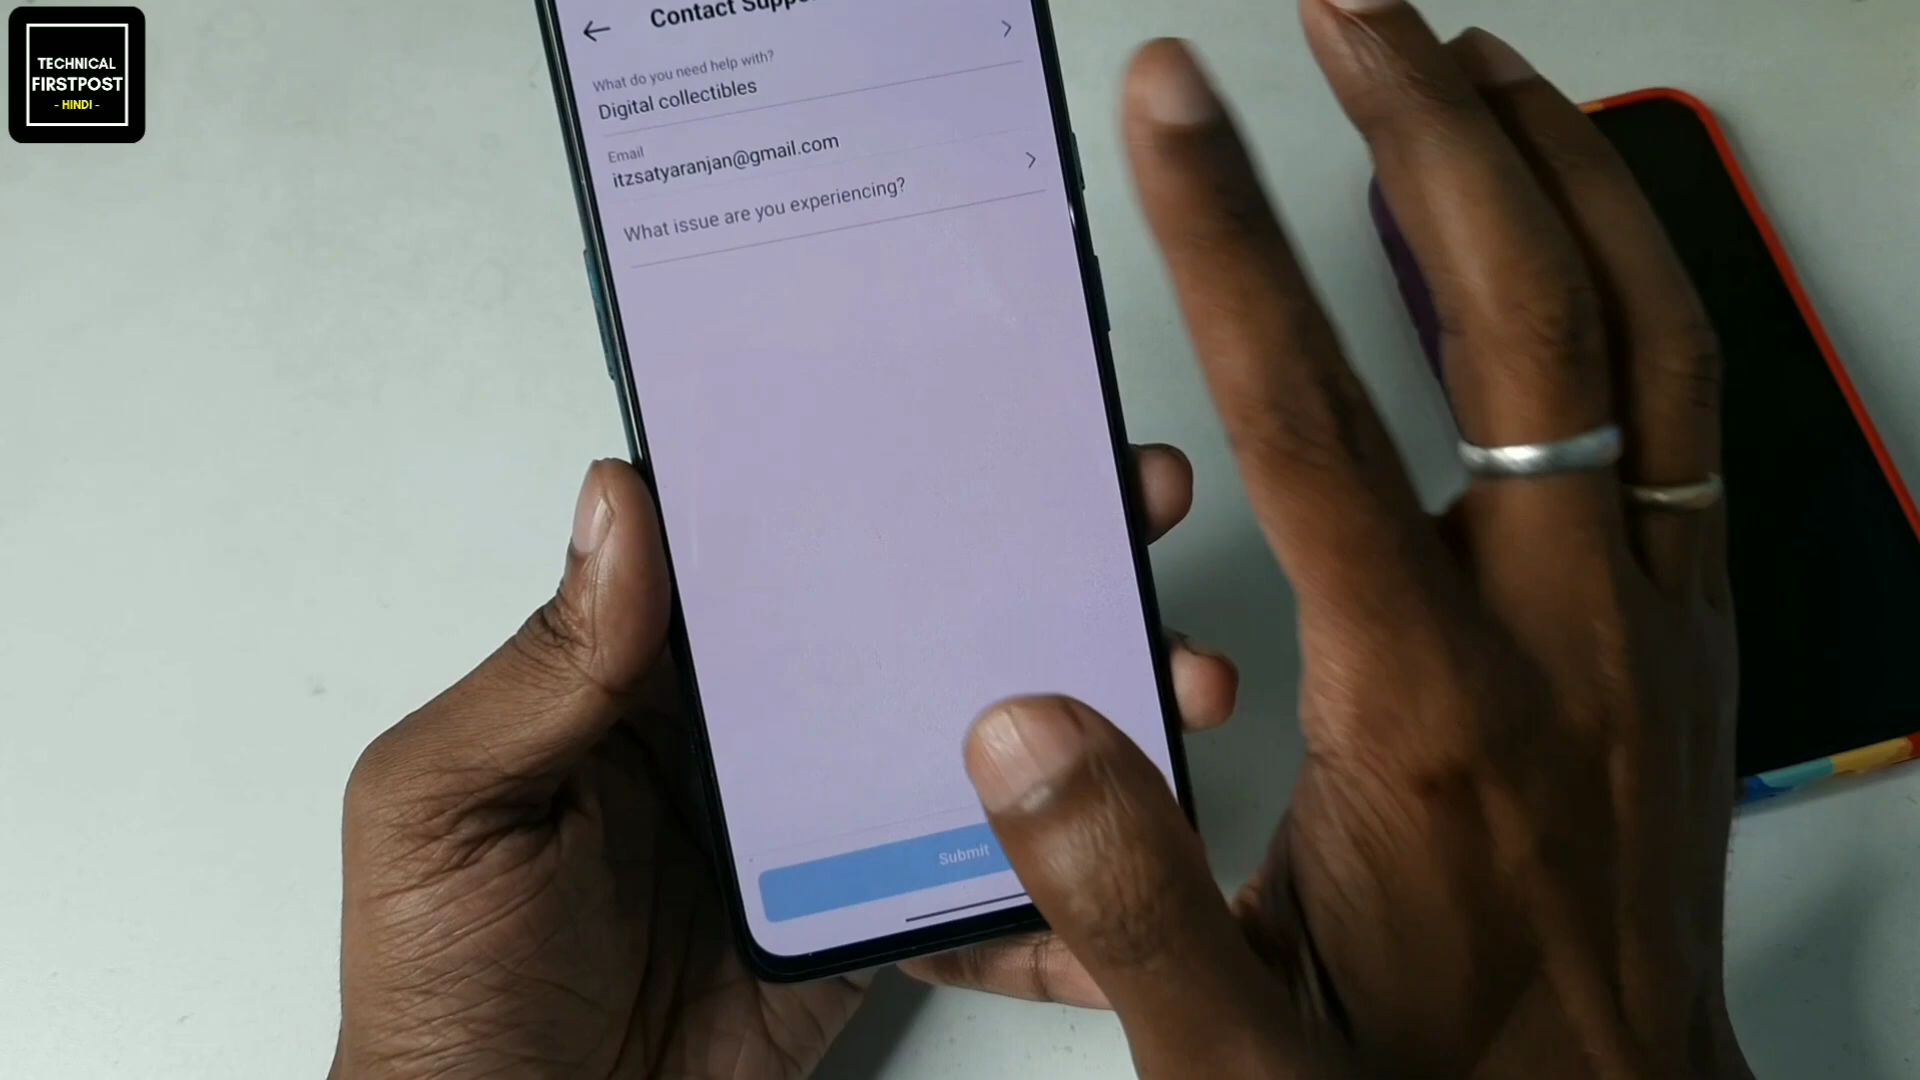 TECHNICAL
FIRSTPOST
- HINDI -
Contact
What do you need help with?
Digital collectibles
Email
itzsatyaranjan@gmail.com
What issue are you experiencing?
Submit